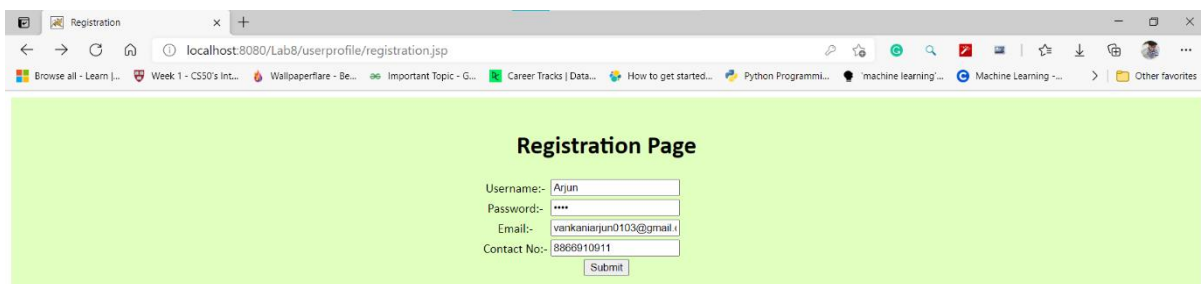 Registration
localhost:8080/Lab8/userprofile/registration.jsp
Browse all - Learn |... Week 1 - CS50's Int... Wallpaperflare - Be... Important Topic - G... Career Tracks | Data... How to get started... Python Programmi... 'machine learning'... Machine Learning -... Other favorites
Registration Page
Username:- Arjun
Password:- ••••
Email:- vankaniarjun0103@gmail.c
Contact No:- 8866910911
Submit